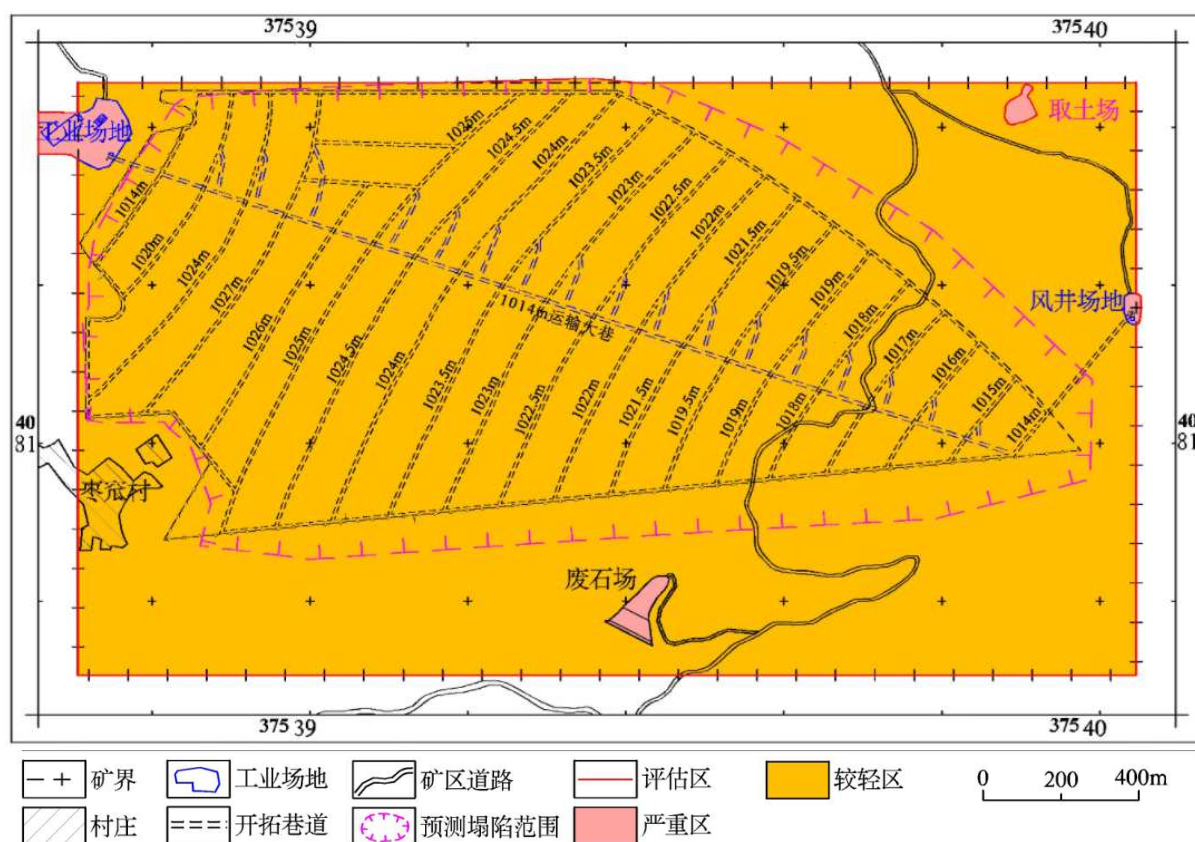 37539
37540
工业场地
取土场
1025m
1024.5m
1024m
1023.5m
1023m
1022.5m
1022m
1021.5m
1019.5m
1019m
1018m
1017m
1016m
1015m
1014m
1014m
1020m
1024m
1027m
1026m
1025m
1024.5m
1024m
1023.5m
1023m
1022.5m
1022m
1021.5m
1019.5m
1019m
1018m
1014m运输大巷
风井场地
40
81
40
81
枣坨村
废石场
37539
37540
矿界
工业场地
矿区道路
评估区
较轻区
0 200 400m
村庄
开拓巷道
预测塌陷范围
严重区